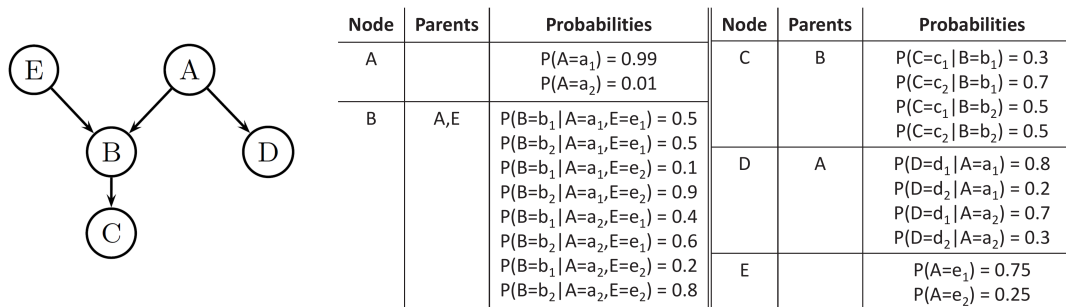 E
A
B
D
C
Node Parents Probabilities
A P(A=a₁) = 0.99
P(A=a₂) = 0.01
B A,E P(B=b₁|A=a₁,E=e₁) = 0.5
P(B=b₂|A=a₁,E=e₁) = 0.5
P(B=b₁|A=a₁,E=e₂) = 0.1
P(B=b₂|A=a₁,E=e₂) = 0.9
P(B=b₁|A=a₂,E=e₁) = 0.4
P(B=b₂|A=a₂,E=e₁) = 0.6
P(B=b₁|A=a₂,E=e₂) = 0.2
P(B=b₂|A=a₂,E=e₂) = 0.8
Node Parents Probabilities
C B P(C=c₁|B=b₁) = 0.3
P(C=c₂|B=b₁) = 0.7
P(C=c₁|B=b₂) = 0.5
P(C=c₂|B=b₂) = 0.5
D A P(D=d₁|A=a₁) = 0.8
P(D=d₂|A=a₁) = 0.2
P(D=d₁|A=a₂) = 0.7
P(D=d₂|A=a₂) = 0.3
E P(A=e₁) = 0.75
P(A=e₂) = 0.25